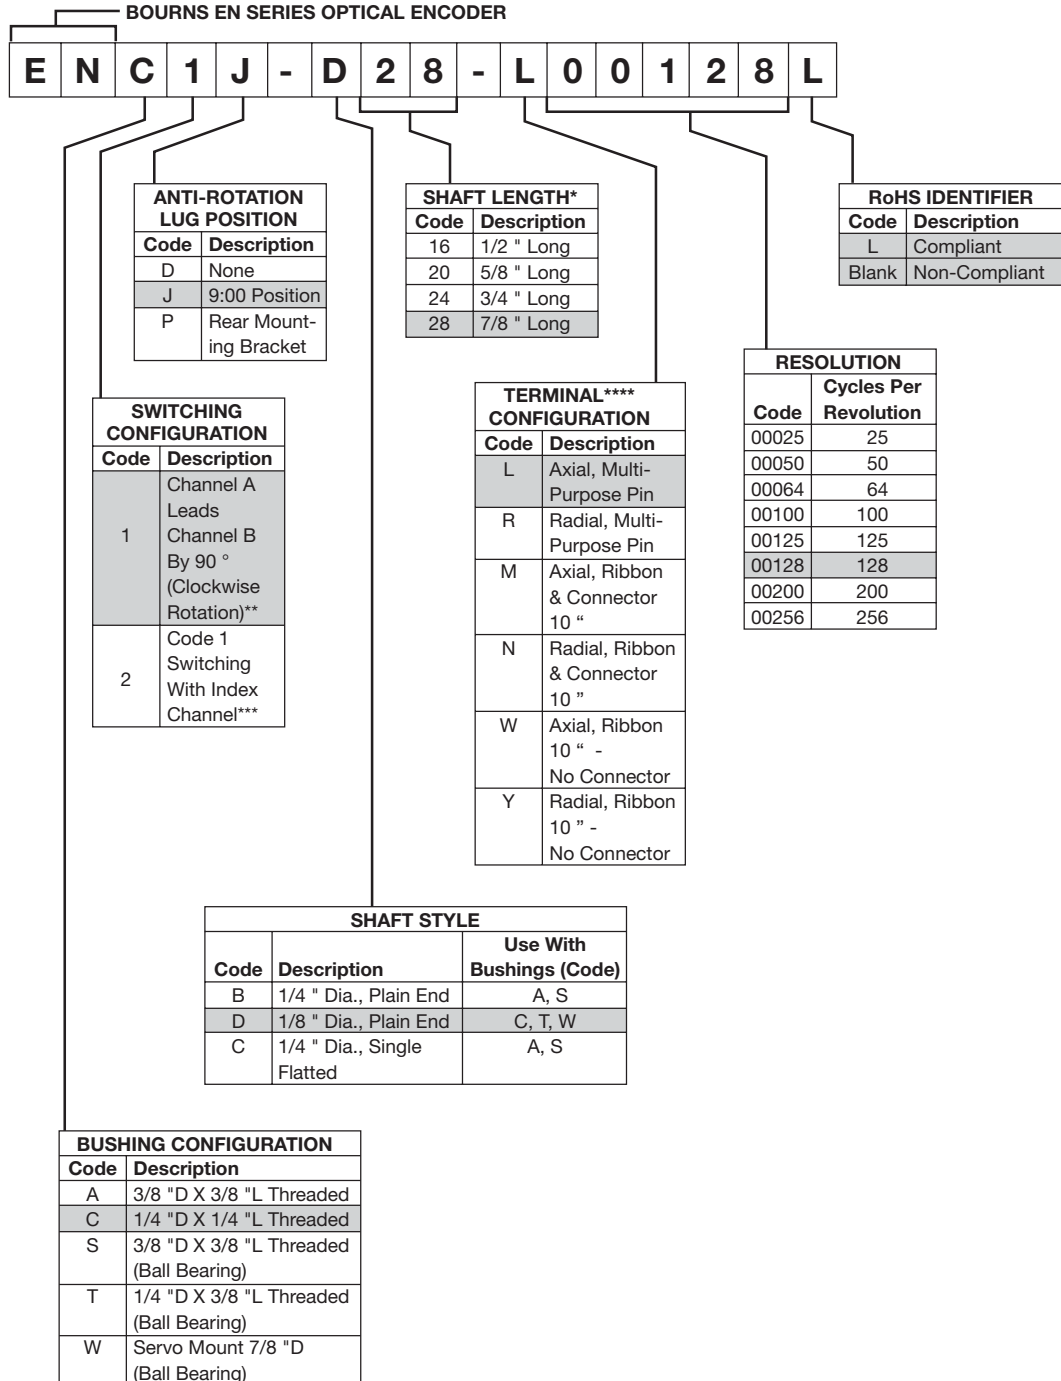 BOURNS EN SERIES OPTICAL ENCODER
E N C 1 J - D 2 8 - L 0 0 1 2 8 L
ANTI-ROTATION
LUG POSITION
Code Description
D None
J 9:00 Position
P Rear Mount-
ing Bracket
SHAFT LENGTH*
Code Description
16 1/2 " Long
20 5/8 " Long
24 3/4 " Long
28 7/8 " Long
RoHS IDENTIFIER
Code Description
L Compliant
Blank Non-Compliant
SWITCHING
CONFIGURATION
Code Description
Channel A
Leads
1 Channel B
By 90 °
(Clockwise
Rotation)**
Code 1
Switching
2 With Index
Channel***
TERMINAL****
CONFIGURATION
Code Description
L Axial, Multi-
Purpose Pin
R Radial, Multi-
Purpose Pin
M Axial, Ribbon
& Connector
10 “
N Radial, Ribbon
& Connector
10 ”
W Axial, Ribbon
10 “ -
No Connector
Y Radial, Ribbon
10 ” -
No Connector
RESOLUTION
Cycles Per
Code Revolution
00025 25
00050 50
00064 64
00100 100
00125 125
00128 128
00200 200
00256 256
SHAFT STYLE
Use With
Code Description Bushings (Code)
B 1/4 " Dia., Plain End A, S
D 1/8 " Dia., Plain End C, T, W
C 1/4 " Dia., Single A, S
Flatted
BUSHING CONFIGURATION
Code Description
A 3/8 "D X 3/8 "L Threaded
C 1/4 "D X 1/4 "L Threaded
S 3/8 "D X 3/8 "L Threaded
(Ball Bearing)
T 1/4 "D X 3/8 "L Threaded
(Ball Bearing)
W Servo Mount 7/8 "D
(Ball Bearing)